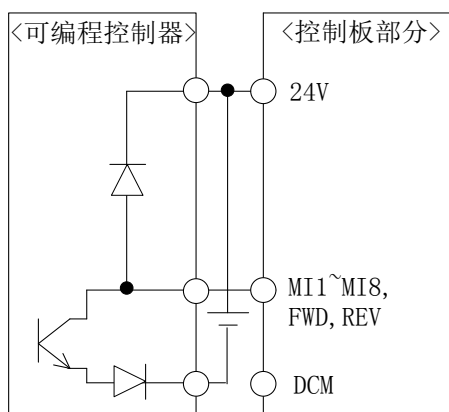 <可编程控制器>
<控制板部分>
24V
MI1~MI8,
FWD, REV
DCM